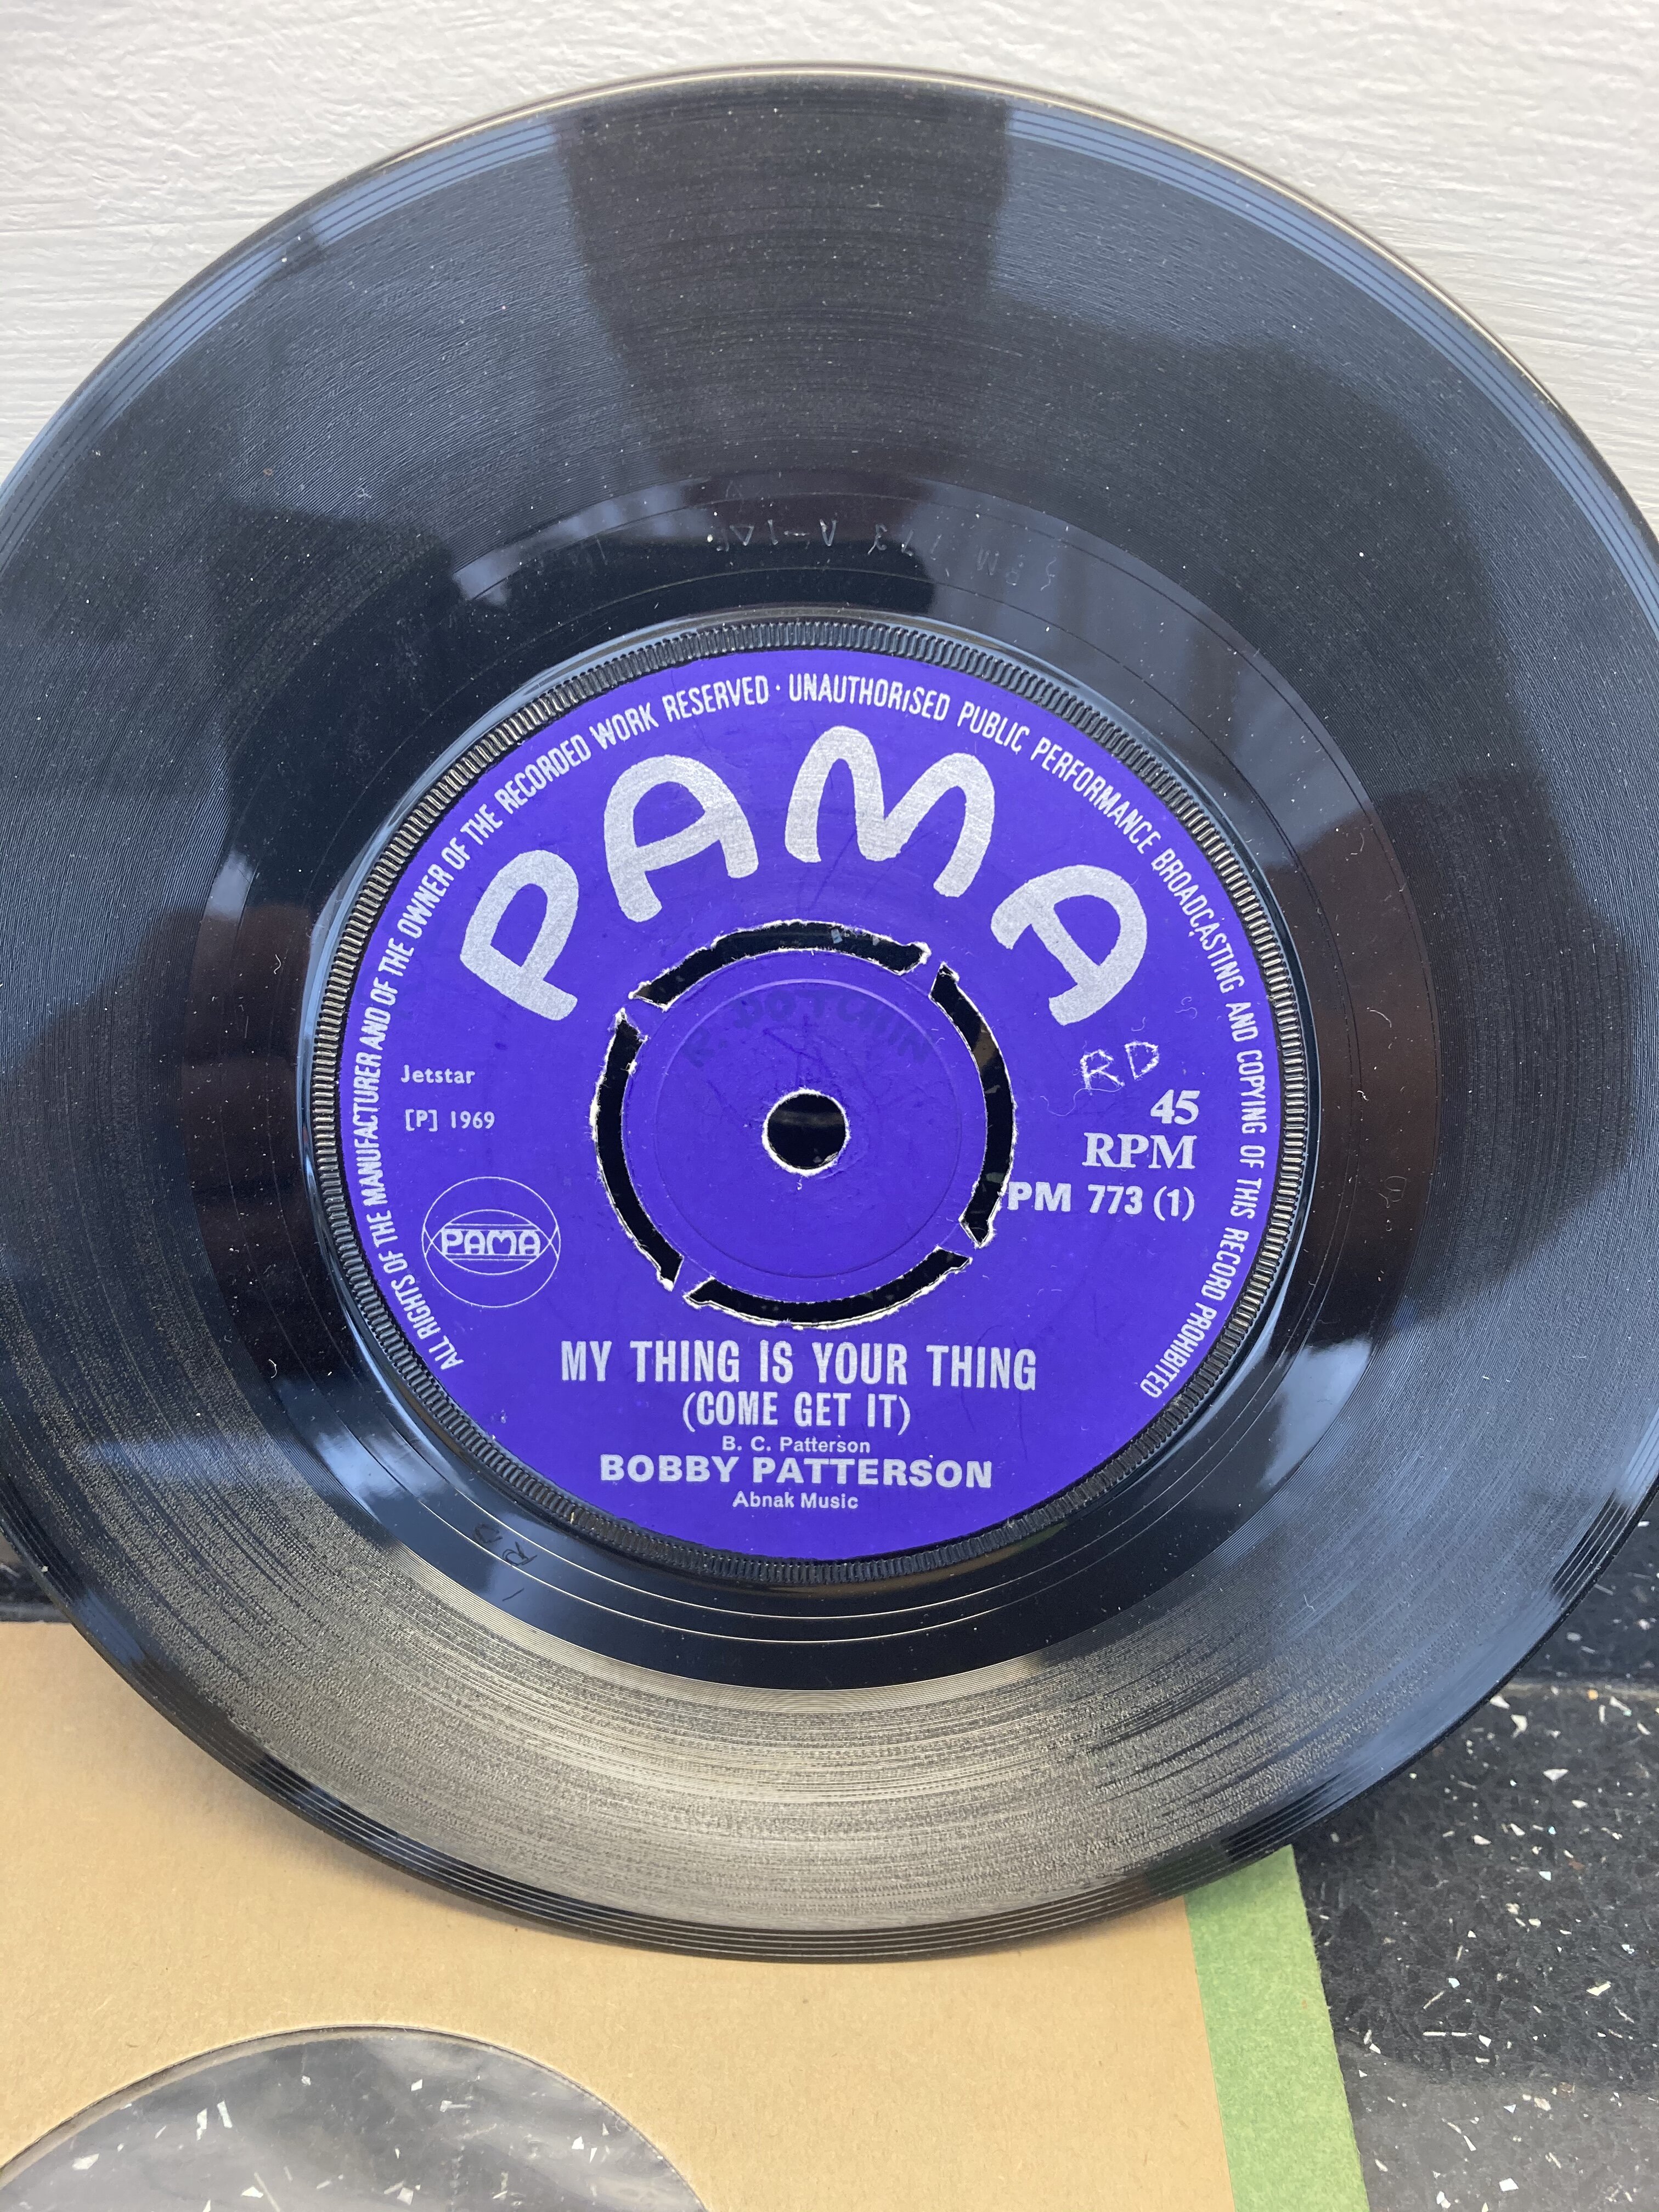 ALL RIGHTS OF THE MANUFACTURER AND OF THE OWNER OF THE RECORDED WORK RESERVED · UNAUTHORISED PUBLIC PERFORMANCE BROADCASTING AND COPYING OF THIS RECORD PROHIBITED
PAMA
R. DOTCHIN
RD
Jetstar
[P] 1969
45
RPM
PM 773 (1)
PAMA
MY THING IS YOUR THING
(COME GET IT)
B. C. Patterson
BOBBY PATTERSON
Abnak Music